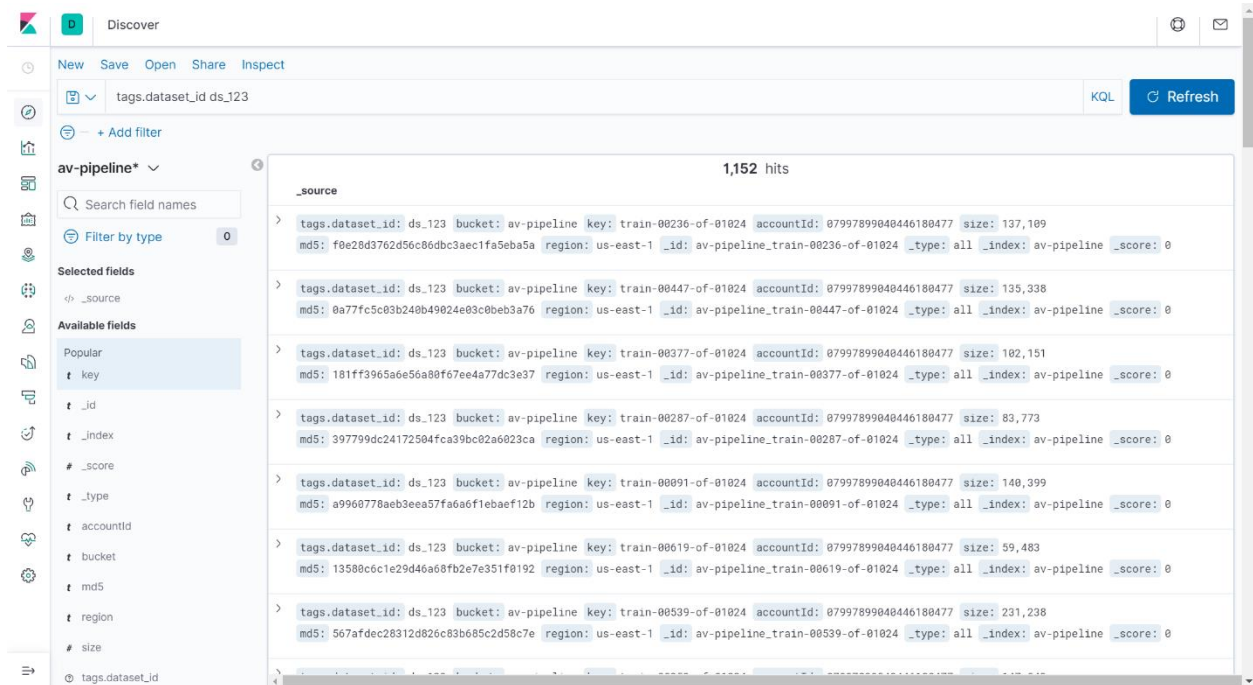 D Discover
New Save Open Share Inspect
tags.dataset_id ds_123 KQL Refresh
+ Add filter
av-pipeline*
1,152 hits
_source
Search field names
Filter by type 0
Selected fields
</> _source
Available fields
Popular
t key
t _id
t _index
# _score
t _type
t accountId
t bucket
t md5
t region
# size
tags.dataset_id
tags.dataset_id: ds_123 bucket: av-pipeline key: train-00236-of-01024 accountId: 07997899040446180477 size: 137,109
md5: f0e28d3762d56c86dbc3aec1fa5eba5a region: us-east-1 _id: av-pipeline_train-00236-of-01024 _type: all _index: av-pipeline _score: 0
tags.dataset_id: ds_123 bucket: av-pipeline key: train-00447-of-01024 accountId: 07997899040446180477 size: 135,338
md5: 0a77fc5c03b240b49024e03c0beb3a76 region: us-east-1 _id: av-pipeline_train-00447-of-01024 _type: all _index: av-pipeline _score: 0
tags.dataset_id: ds_123 bucket: av-pipeline key: train-00377-of-01024 accountId: 07997899040446180477 size: 102,151
md5: 181ff3965a6e56a80f67ee4a77dc3e37 region: us-east-1 _id: av-pipeline_train-00377-of-01024 _type: all _index: av-pipeline _score: 0
tags.dataset_id: ds_123 bucket: av-pipeline key: train-00287-of-01024 accountId: 07997899040446180477 size: 83,773
md5: 397799dc24172504fca39bc02a6023ca region: us-east-1 _id: av-pipeline_train-00287-of-01024 _type: all _index: av-pipeline _score: 0
tags.dataset_id: ds_123 bucket: av-pipeline key: train-00091-of-01024 accountId: 07997899040446180477 size: 140,399
md5: a9960778aeb3eea57fa6a6f1ebaef12b region: us-east-1 _id: av-pipeline_train-00091-of-01024 _type: all _index: av-pipeline _score: 0
tags.dataset_id: ds_123 bucket: av-pipeline key: train-00619-of-01024 accountId: 07997899040446180477 size: 59,483
md5: 13580c6c1e29d46a68fb2e7e351f0192 region: us-east-1 _id: av-pipeline_train-00619-of-01024 _type: all _index: av-pipeline _score: 0
tags.dataset_id: ds_123 bucket: av-pipeline key: train-00539-of-01024 accountId: 07997899040446180477 size: 231,238
md5: 567afdec28312d826c83b685c2d58c7e region: us-east-1 _id: av-pipeline_train-00539-of-01024 _type: all _index: av-pipeline _score: 0